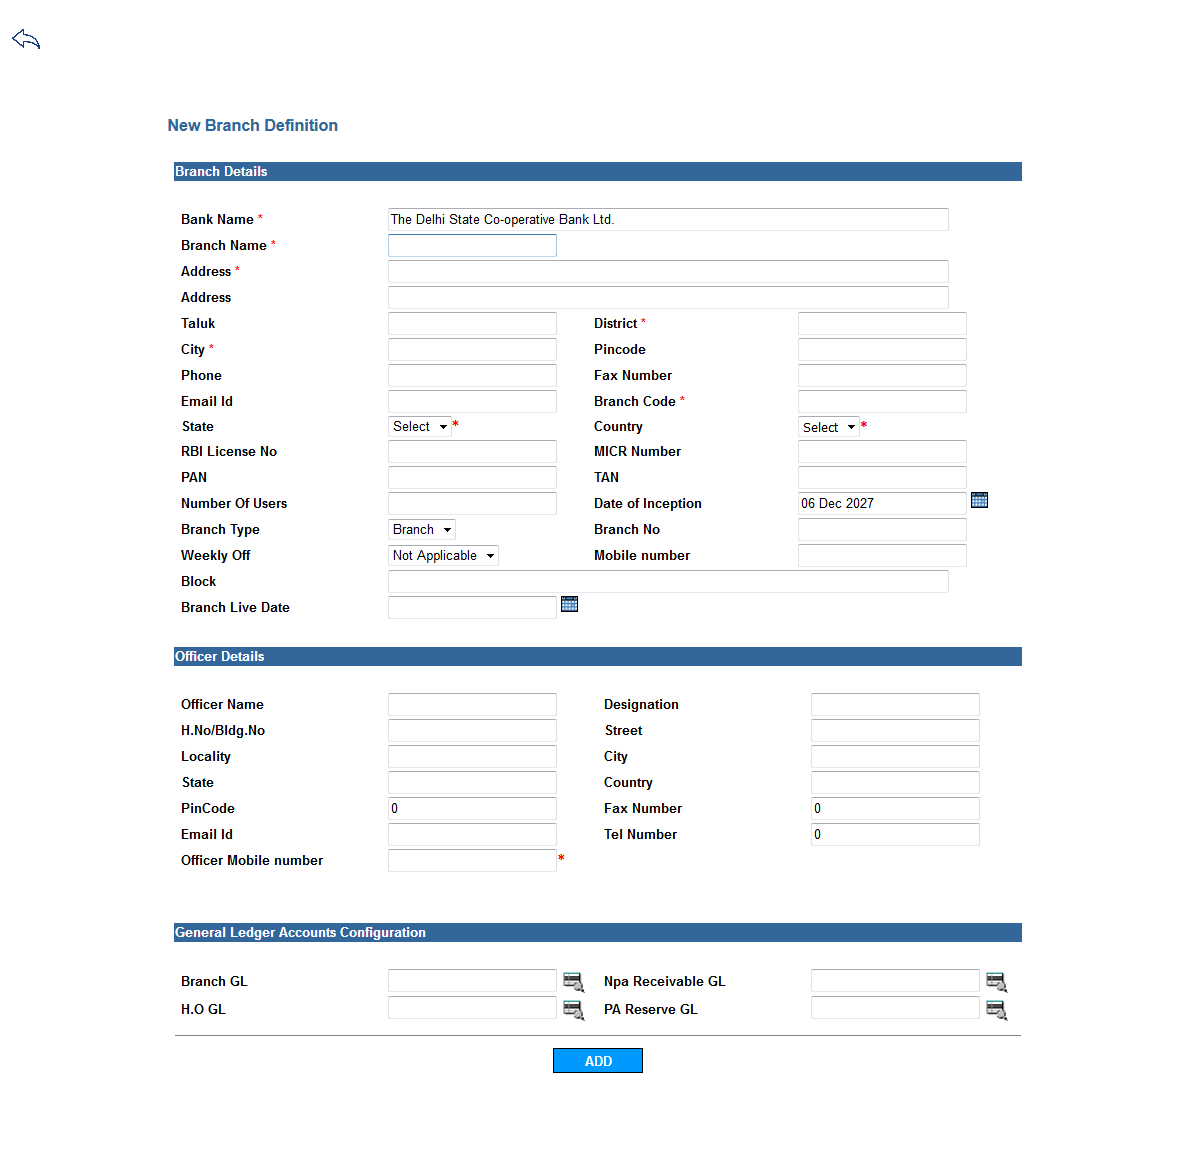 New Branch Definition
Branch Details
Bank Name * The Delhi State Co-operative Bank Ltd.
Branch Name *
Address *
Address
Taluk District *
City * Pincode
Phone Fax Number
Email Id Branch Code *
State Select * Country Select *
RBI License No MICR Number
PAN TAN
Number Of Users Date of Inception 06 Dec 2027
Branch Type Branch Branch No
Weekly Off Not Applicable Mobile number
Block
Branch Live Date
Officer Details
Officer Name Designation
H.No/Bldg.No Street
Locality City
State Country
PinCode 0 Fax Number 0
Email Id Tel Number 0
Officer Mobile number *
General Ledger Accounts Configuration
Branch GL Npa Receivable GL
H.O GL PA Reserve GL
ADD